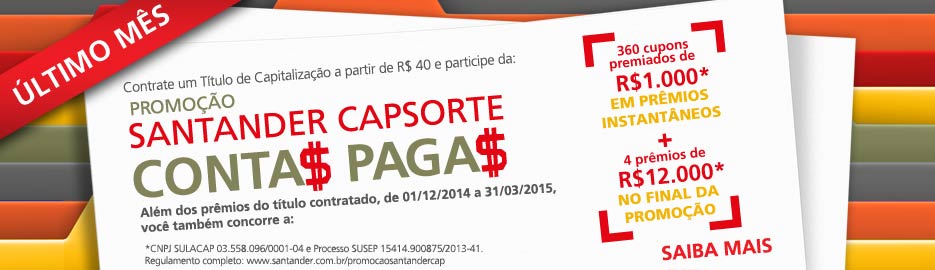 ÚLTIMO MÊS
Contrate um Título de Capitalização a partir de R$ 40 e participe da:
PROMOÇÃO
SANTANDER CAPSORTE
CONTA$ PAGA$
Além dos prêmios do título contratado, de 01/12/2014 a 31/03/2015,
você também concorre a:
*CNPJ SULACAP 03.558.096/0001-04 e Processo SUSEP 15414.900875/2013-41.
Regulamento completo: www.santander.com.br/promocaosantandercap
360 cupons
premiados de
R$1.000*
EM PRÊMIOS
INSTANTÂNEOS
+
4 prêmios de
R$12.000*
NO FINAL DA
PROMOÇÃO
SAIBA MAIS